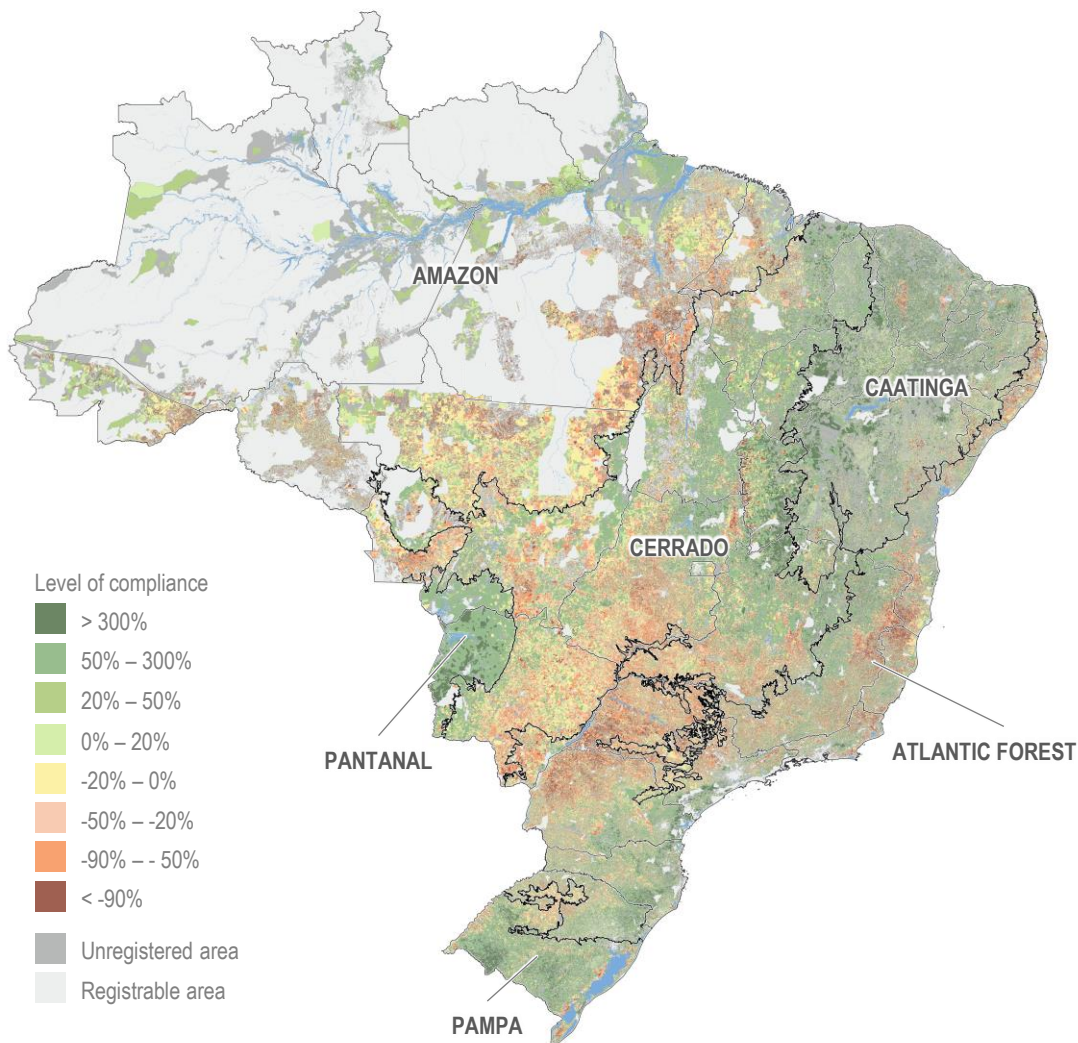 AMAZON
CAATINGA
CERRADO
Level of compliance
> 300%
50% – 300%
20% – 50%
0% – 20%
-20% – 0%
-50% – -20%
-90% – - 50%
< -90%
Unregistered area
Registrable area
PANTANAL
ATLANTIC FOREST
PAMPA